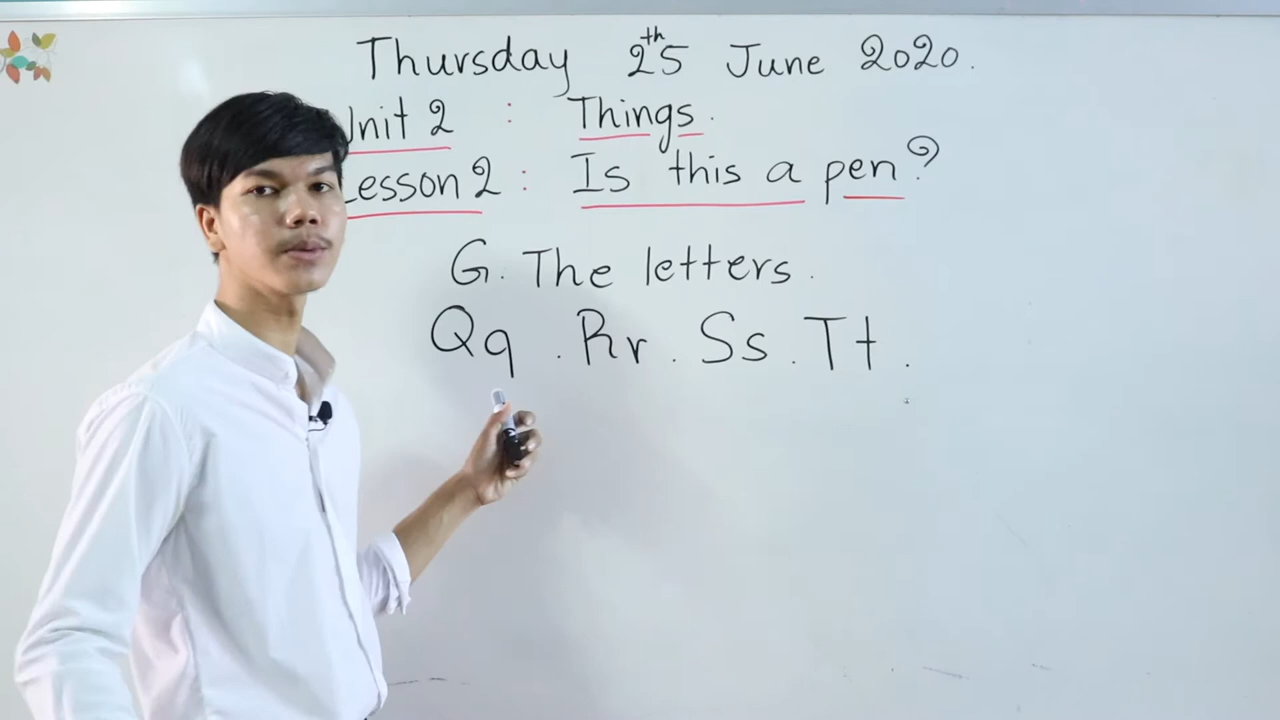 Thursday 25th June 2020.
Unit 2 : Things.
Lesson 2 : Is this a pen?
G. The letters.
Qq . Rr . Ss . Tt .